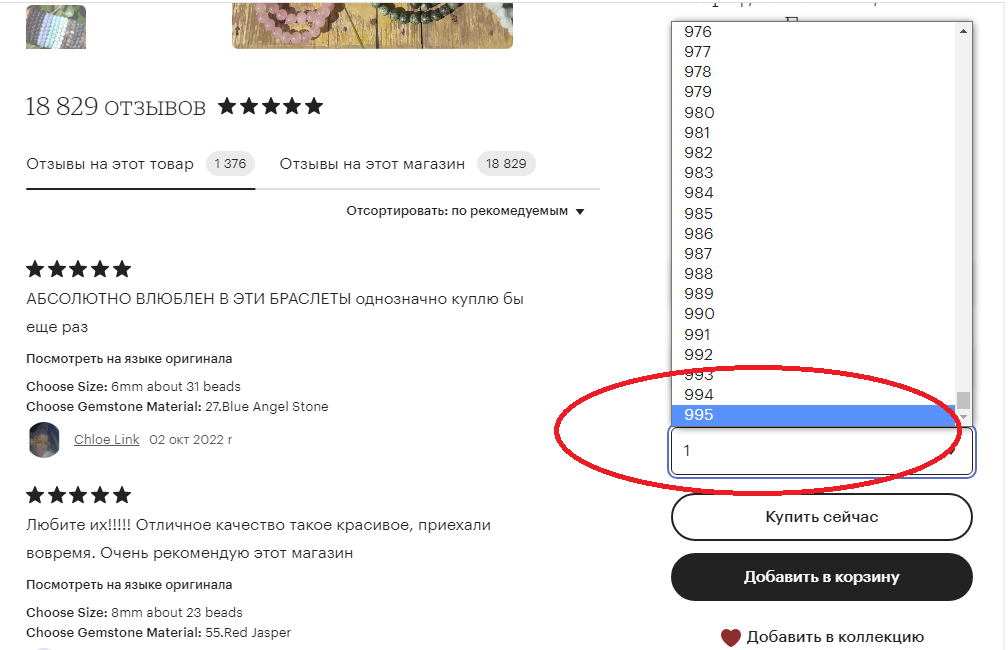 18 829 отзывов
Отзывы на этот товар 1 376 Отзывы на этот магазин 18 829
Отсортировать: по рекомедуемым
АБСОЛЮТНО ВЛЮБЛЕН В ЭТИ БРАСЛЕТЫ однозначно куплю бы
еще раз
Посмотреть на языке оригинала
Choose Size: 6mm about 31 beads
Choose Gemstone Material: 27.Blue Angel Stone
Chloe Link 02 окт 2022 г
Любите их!!!!! Отличное качество такое красивое, приехали
вовремя. Очень рекомендую этот магазин
Посмотреть на языке оригинала
Choose Size: 8mm about 23 beads
Choose Gemstone Material: 55.Red Jasper
976
977
978
979
980
981
982
983
984
985
986
987
988
989
990
991
992
993
994
995
1
Купить сейчас
Добавить в корзину
Добавить в коллекцию